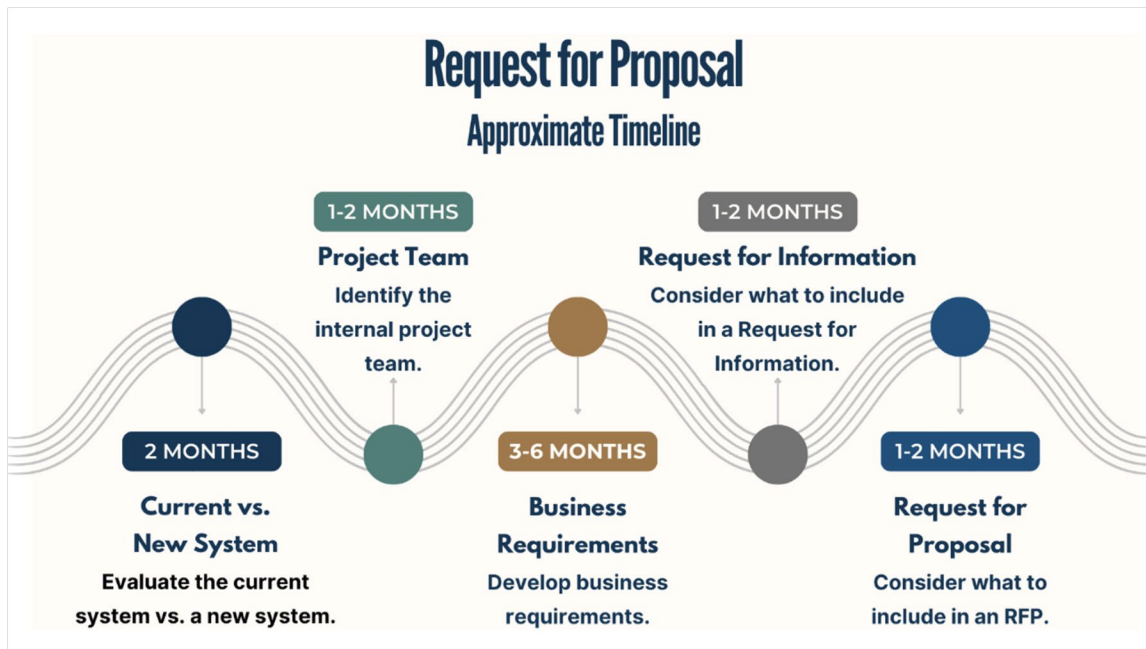 Request for Proposal
Approximate Timeline
2 MONTHS
Current vs.
New System
Evaluate the current
system vs. a new system.
1-2 MONTHS
Project Team
Identify the
internal project
team.
3-6 MONTHS
Business
Requirements
Develop business
requirements.
1-2 MONTHS
Request for Information
Consider what to include
in a Request for
Information.
1-2 MONTHS
Request for
Proposal
Consider what to
include in an RFP.